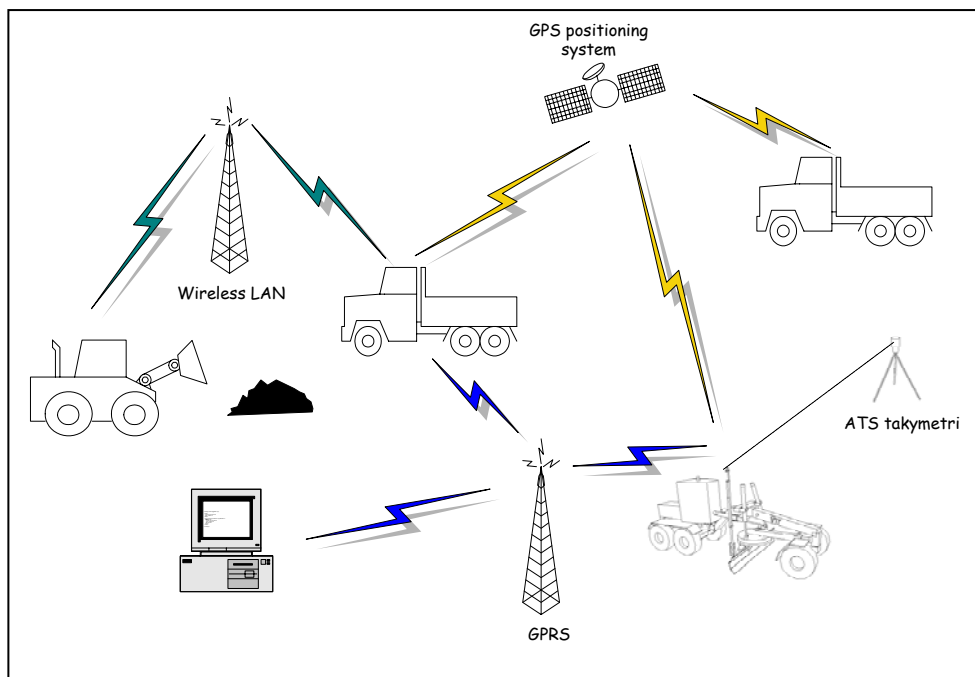 GPS positioning
system
Wireless LAN
ATS takymetri
GPRS